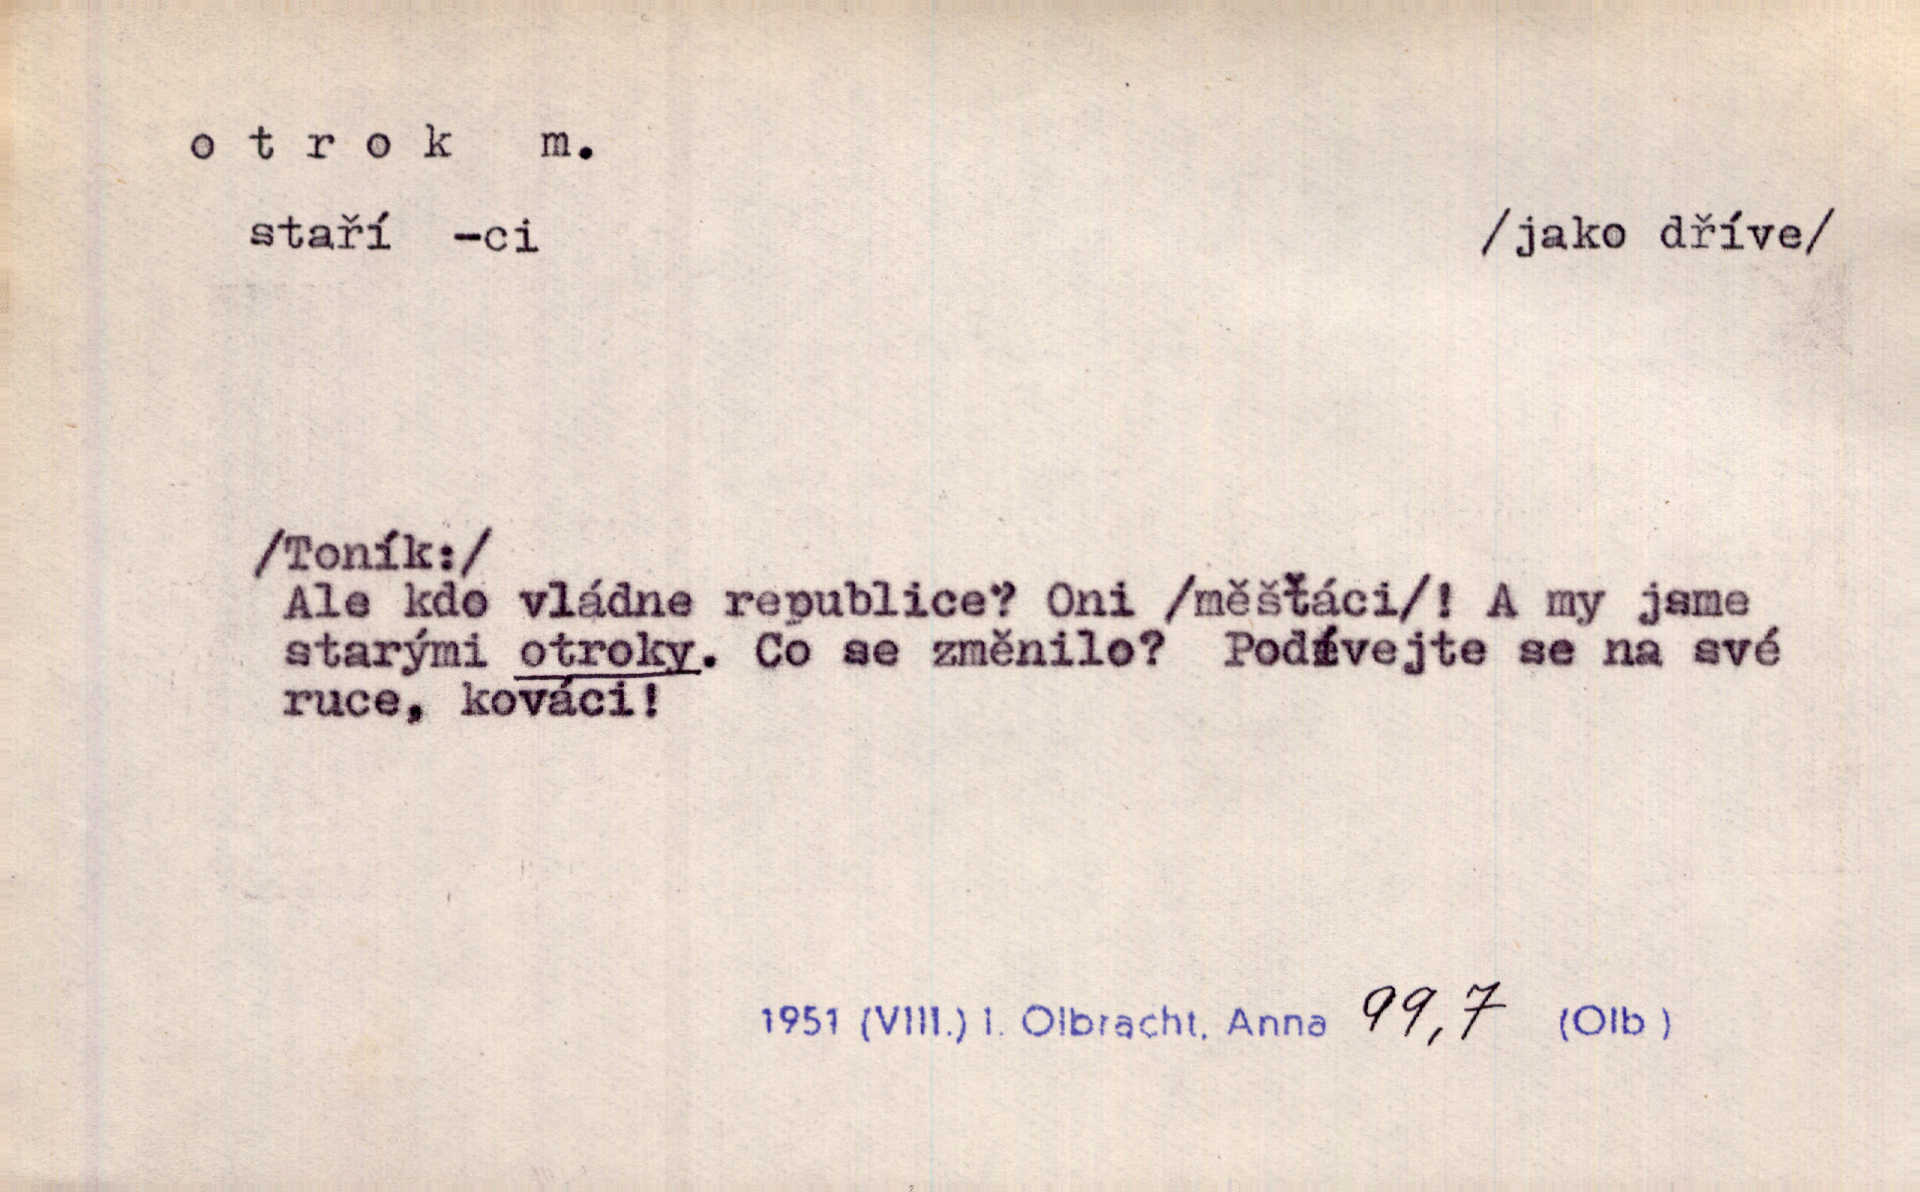 otrok m.
staří -ci /jako dříve/
/Toník:/
Ale kdo vládne republice? Oni /měšťáci/! A my jsme
starými otroky. Co se změnilo? Podívejte se na své
ruce, kováci!
1951 (VIII.) I. Olbracht, Anna 99,7 (Olb )